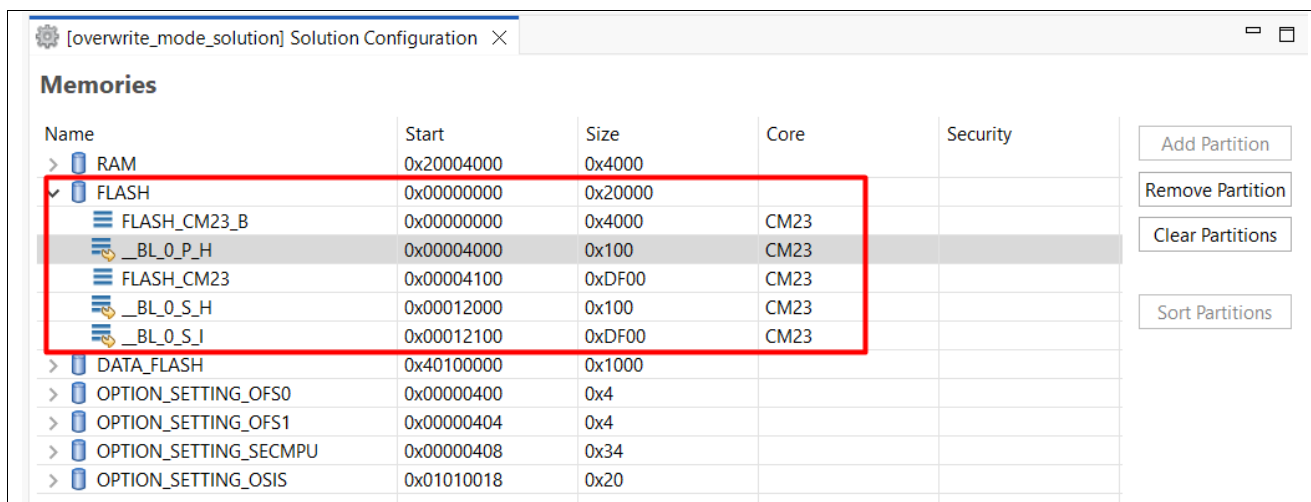 [overwrite_mode_solution] Solution Configuration
Memories
Name Start Size Core Security
RAM 0x20004000 0x4000
FLASH 0x00000000 0x20000
FLASH_CM23_B 0x00000000 0x4000 CM23
__BL_0_P_H 0x00004000 0x100 CM23
FLASH_CM23 0x00004100 0xDF00 CM23
__BL_0_S_H 0x00012000 0x100 CM23
__BL_0_S_I 0x00012100 0xDF00 CM23
DATA_FLASH 0x40100000 0x1000
OPTION_SETTING_OFS0 0x00000400 0x4
OPTION_SETTING_OFS1 0x00000404 0x4
OPTION_SETTING_SECMPU 0x00000408 0x34
OPTION_SETTING_OSIS 0x01010018 0x20
Add Partition
Remove Partition
Clear Partitions
Sort Partitions